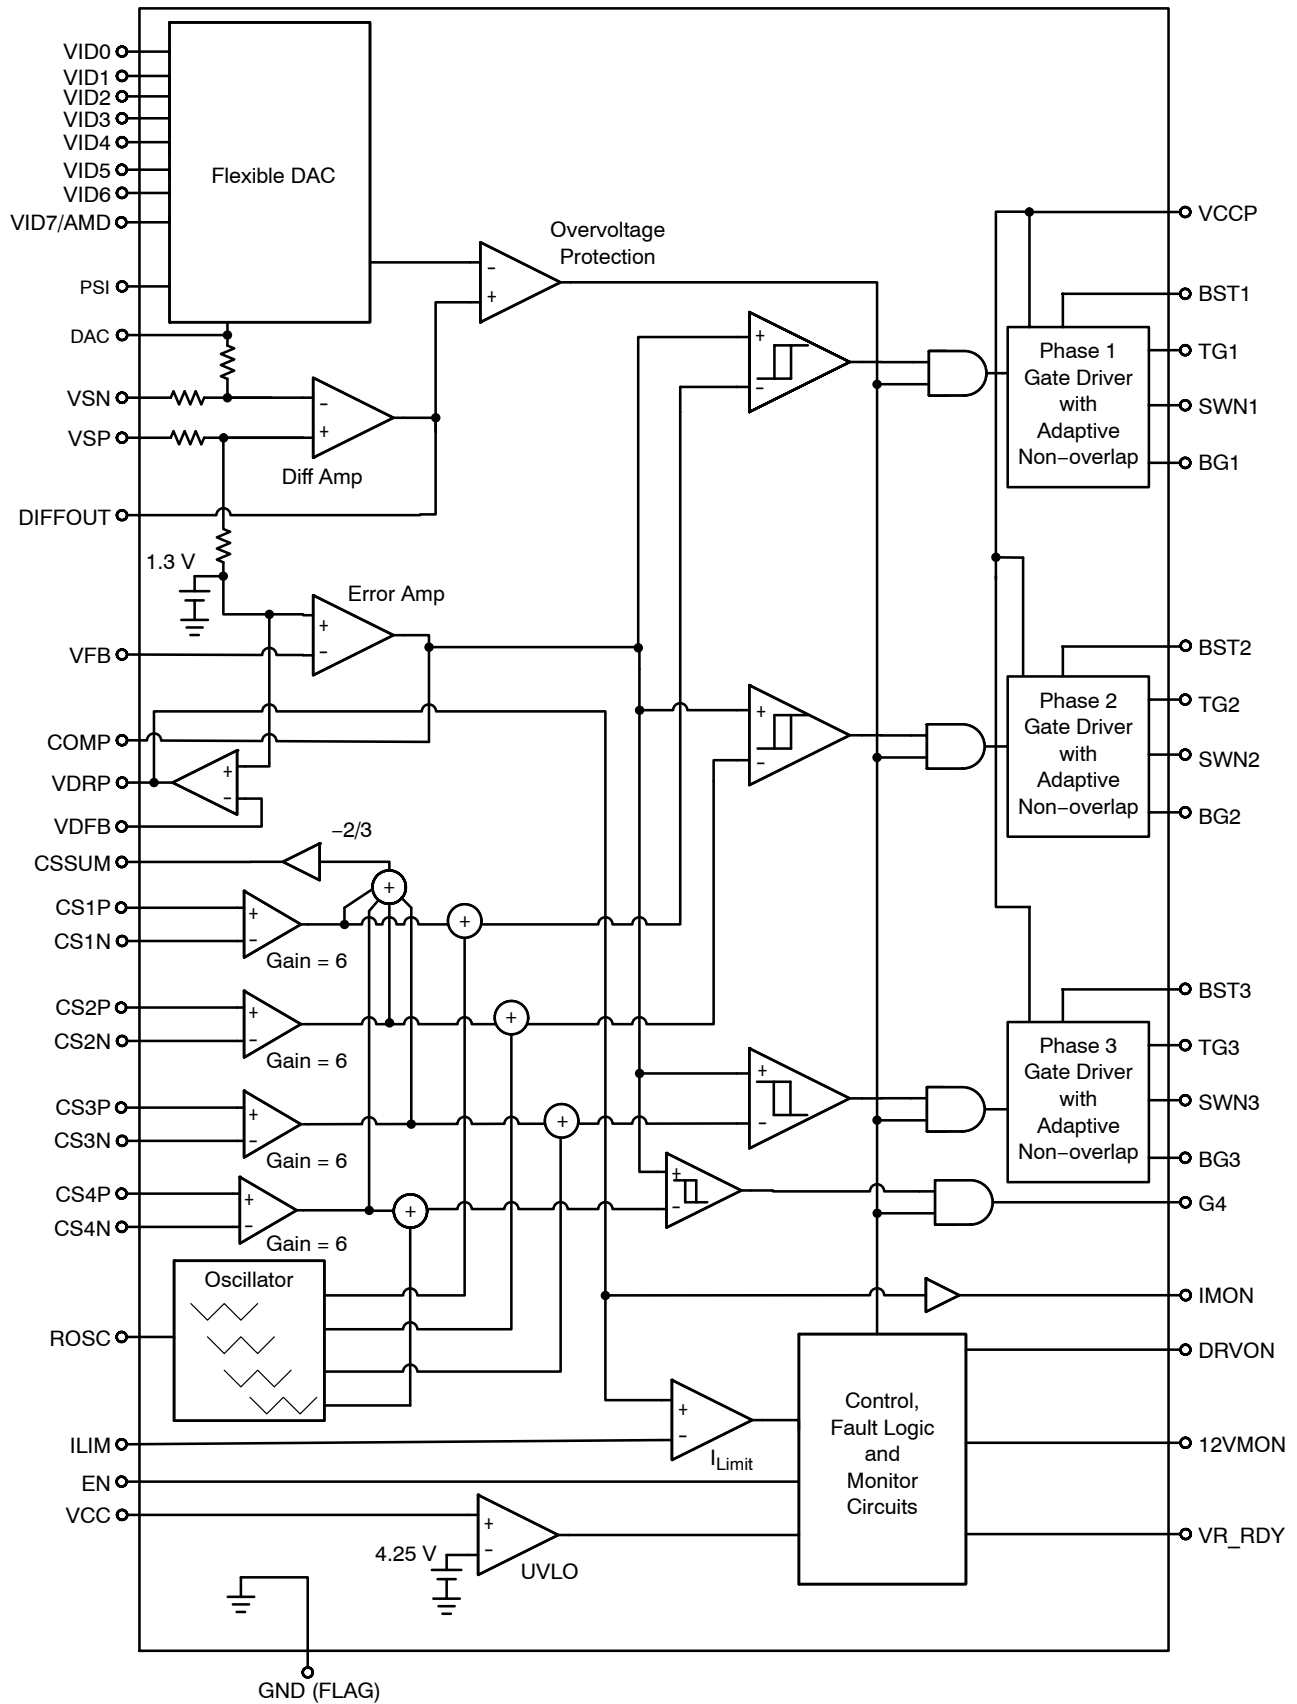 VID0
VID1
VID2
VID3
VID4
VID5
VID6
VID7/AMD
PSI
DAC
VSN
VSP
DIFFOUT
1.3 V
VFB
COMP
VDRP
VDFB
CSSUM
CS1P
CS1N
CS2P
CS2N
CS3P
CS3N
CS4P
CS4N
ROSC
ILIM
EN
VCC
GND (FLAG)
Flexible DAC
Overvoltage
Protection
−
+
−
+
Diff Amp
Error Amp
+
−
+
−
−2/3
+
+
−
Gain = 6
+
+
−
Gain = 6
+
+
−
Gain = 6
+
+
−
Gain = 6
+
Oscillator
+
−
+
−
+
−
+
−
+
−
ILimit
4.25 V
+
−
UVLO
Control,
Fault Logic
and
Monitor
Circuits
Phase 1
Gate Driver
with
Adaptive
Non−overlap
Phase 2
Gate Driver
with
Adaptive
Non−overlap
Phase 3
Gate Driver
with
Adaptive
Non−overlap
VCCP
BST1
TG1
SWN1
BG1
BST2
TG2
SWN2
BG2
BST3
TG3
SWN3
BG3
G4
IMON
DRVON
12VMON
VR_RDY